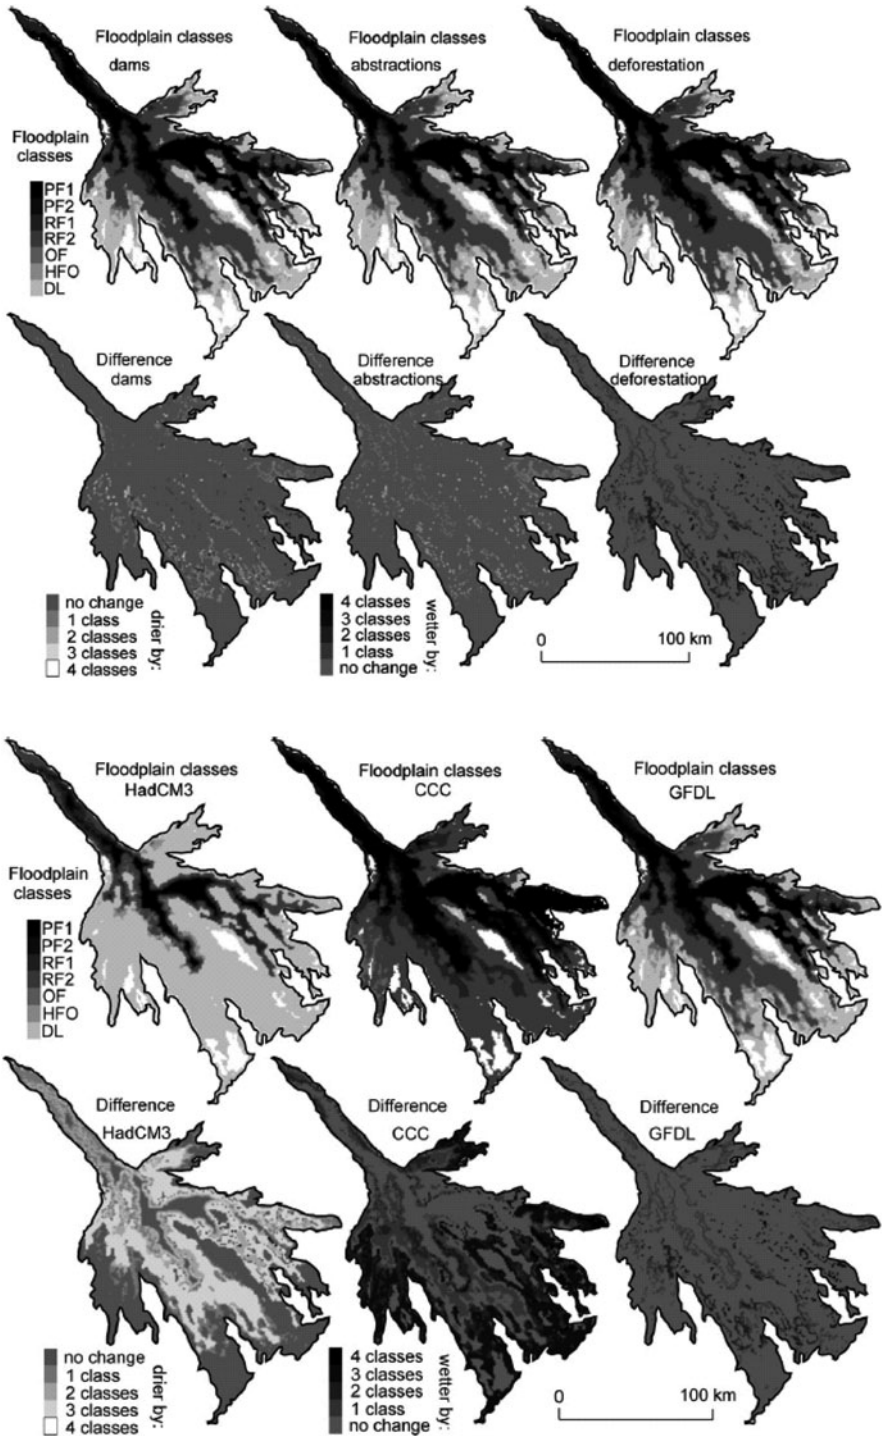 Floodplain classes
dams
Floodplain classes
abstractions
Floodplain classes
deforestation
Floodplain
classes
PF1
PF2
RF1
RF2
OF
HFO
DL
Difference
dams
Difference
abstractions
Difference
deforestation
no change
1 class
2 classes
3 classes
4 classes
drier by:
4 classes
3 classes
2 classes
1 class
no change
wetter by:
0 100 km
Floodplain classes
HadCM3
Floodplain classes
CCC
Floodplain classes
GFDL
Floodplain
classes
PF1
PF2
RF1
RF2
OF
HFO
DL
Difference
HadCM3
Difference
CCC
Difference
GFDL
no change
1 class
2 classes
3 classes
4 classes
drier by:
4 classes
3 classes
2 classes
1 class
no change
wetter by:
0 100 km